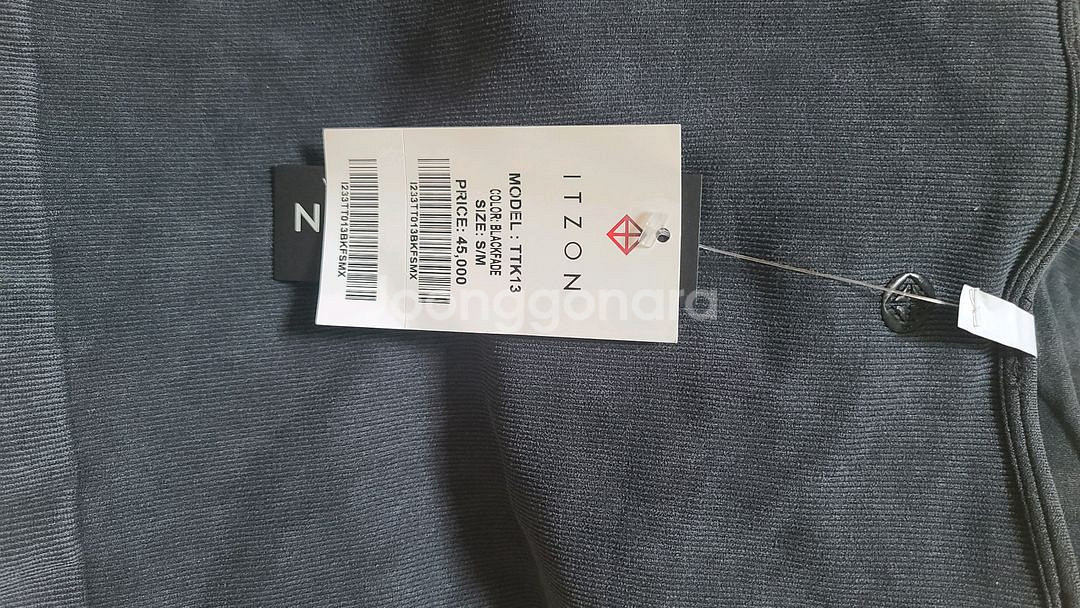 ITZON
MODEL : TTK13
COLOR: BLACKFADE
SIZE: S/M
PRICE: 45,000
I233TT013BKFSMX
I233TT013BKFSMX
Z
joonggonara